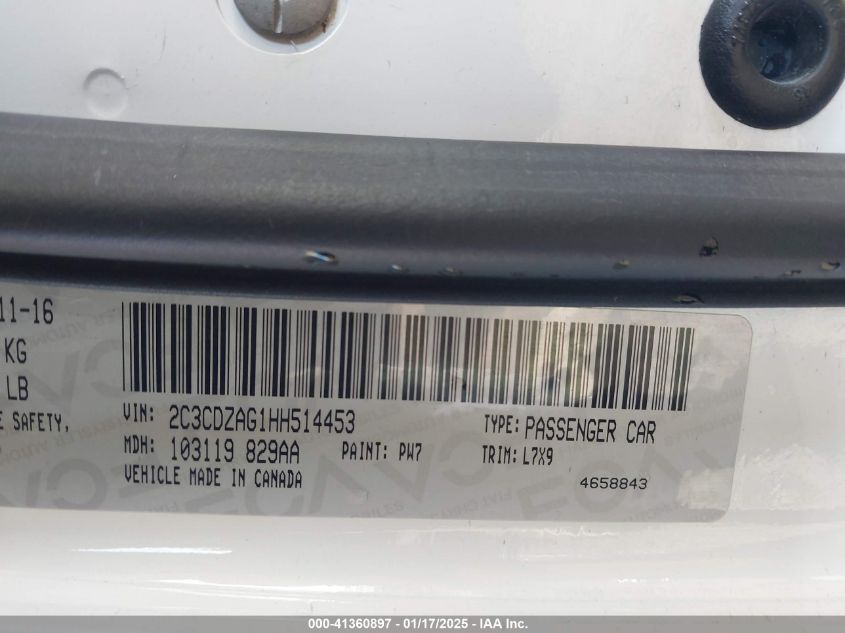 11-16
KG
LB
E SAFETY,
VIN: 2C3CDZAG1HH514453 TYPE: PASSENGER CAR
MDH: 103119 829AA PAINT: PW7 TRIM: L7X9
VEHICLE MADE IN CANADA 4658843
000-41360897 - 01/17/2025 - IAA Inc.